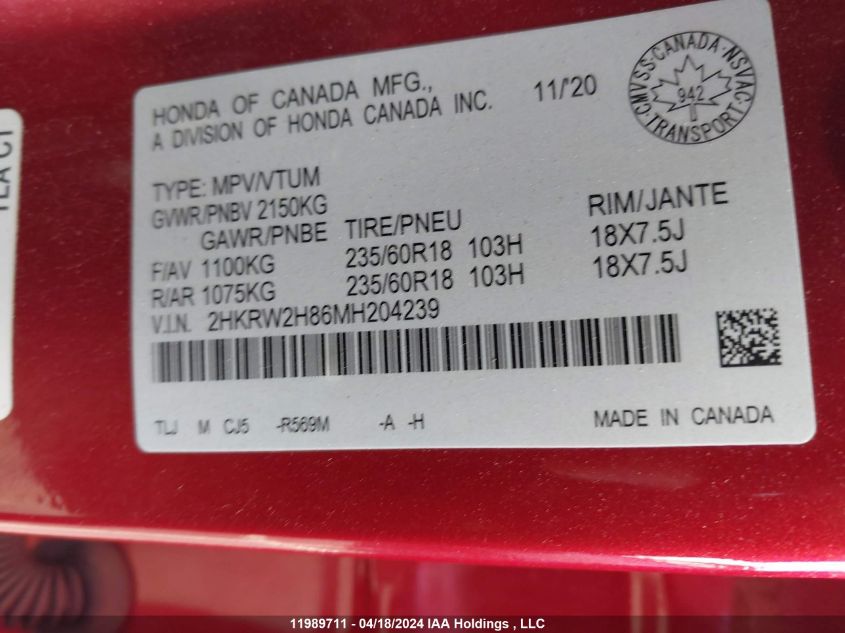 HONDA OF CANADA MFG.,
A DIVISION OF HONDA CANADA INC.
11/'20
CMVSS-CANADA-NSVAC-TRANSPORT
942
TYPE: MPV/VTUM
GVWR/PNBV 2150KG
GAWR/PNBE TIRE/PNEU RIM/JANTE
F/AV 1100KG 235/60R18 103H 18X7.5J
R/AR 1075KG 235/60R18 103H 18X7.5J
V.I.N. 2HKRW2H86MH204239
TLJ M CJ5 -R569M -A -H MADE IN CANADA
11989711 - 04/18/2024 IAA Holdings , LLC